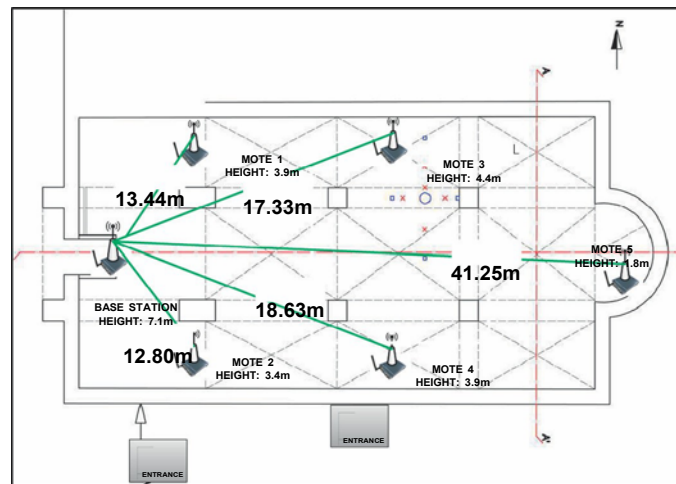 N
A
L
MOTE 1
HEIGHT: 3.9m
MOTE 3
HEIGHT: 4.4m
13.44m
17.33m
MOTE 5
HEIGHT: 1.8m
41.25m
BASE STATION
HEIGHT: 7.1m
18.63m
12.80m
MOTE 2
HEIGHT: 3.4m
MOTE 4
HEIGHT: 3.9m
ENTRANCE
ENTRANCE